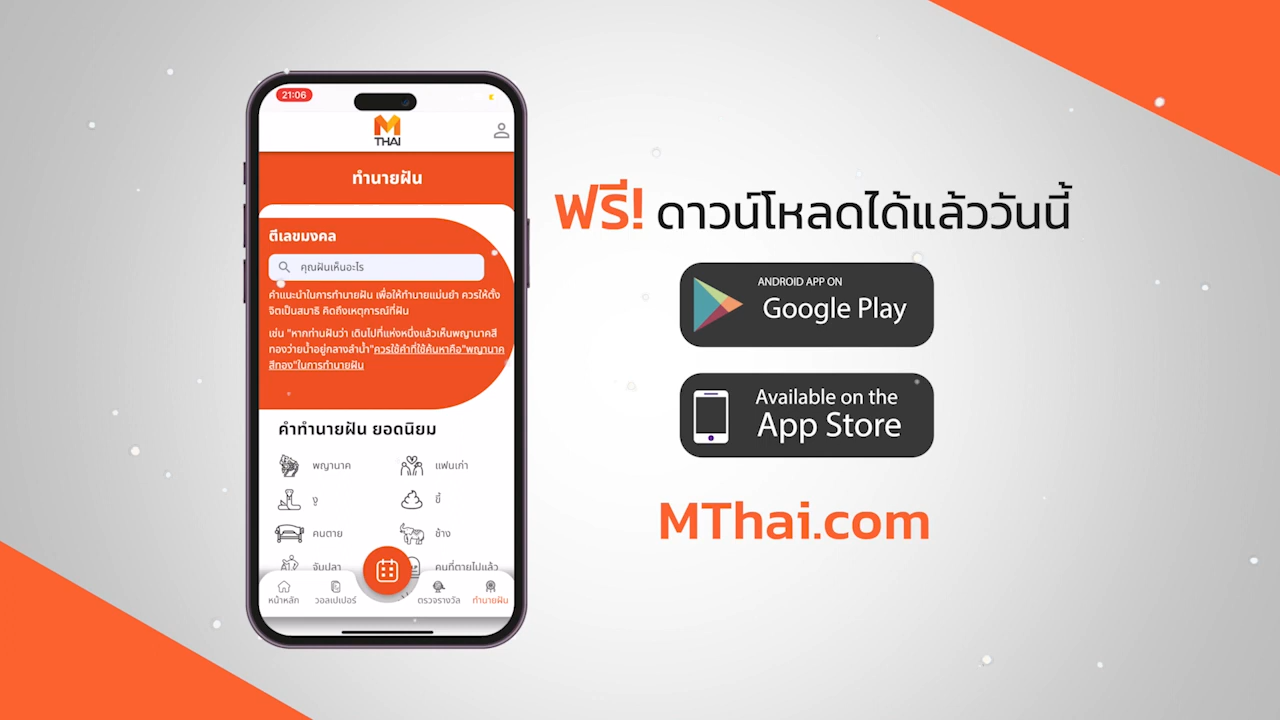 21:06
M
THAI
ทำนายฝัน
ตีเลขมงคล
คุณฝันเห็นอะไร
คำแนะนำในการทำนายฝัน เพื่อให้ทำนายแม่นยำ ควรให้ตั้ง
จิตเป็นสมาธิ คิดถึงเหตุการณ์ที่ฝัน
เช่น "หากท่านฝันว่า เดินไปที่แห่งหนึ่งแล้วเห็นพญานาคสี
ทองว่ายน้ำอยู่กลางลำน้ำ"ควรใช้คำที่ใช้ค้นหาคือ"พญานาค
สีทอง"ในการทำนายฝัน
คำทำนายฝัน ยอดนิยม
พญานาค
แฟนเก่า
งู
ขี้
คนตาย
ช้าง
จับปลา
คนที่ตายไปแล้ว
หน้าหลัก
วอลเปเปอร์
ตรวจรางวัล
ทำนายฝัน
ฟรี! ดาวน์โหลดได้แล้ววันนี้
ANDROID APP ON
Google Play
Available on the
App Store
MThai.com